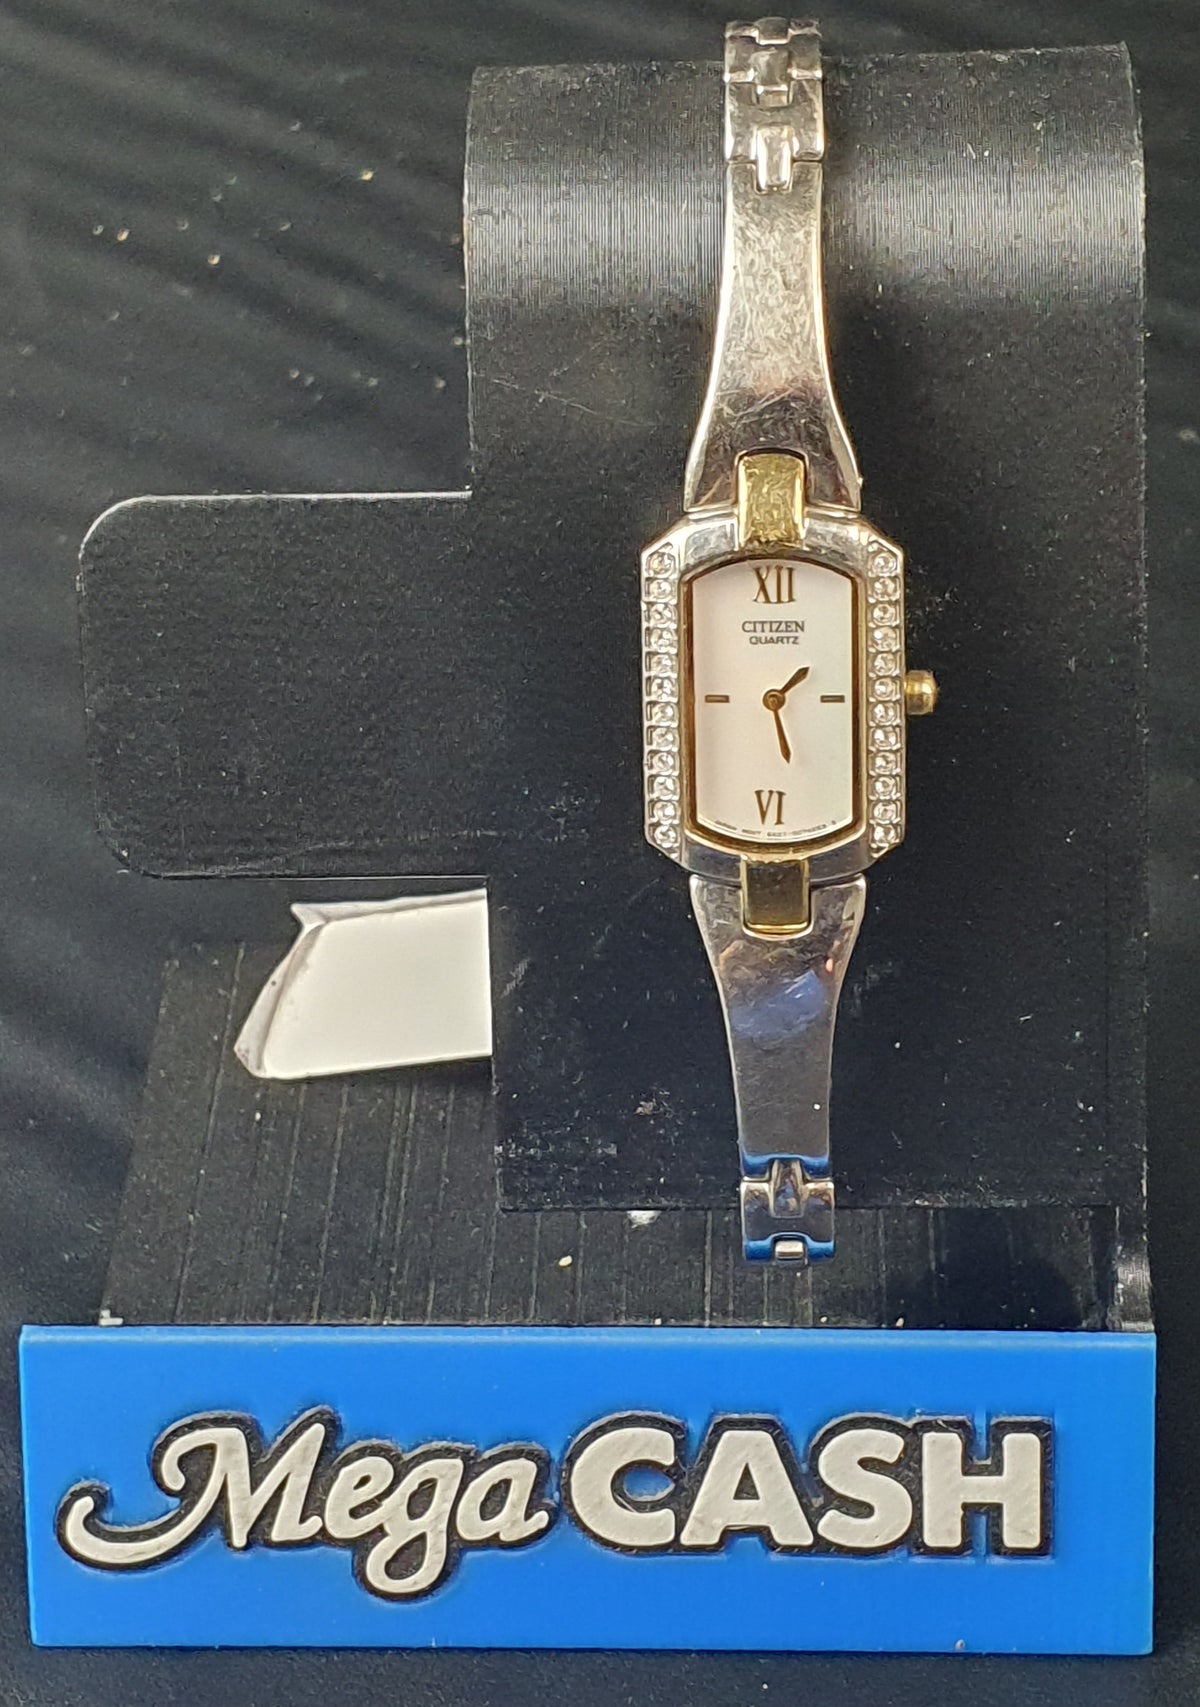 XII
CITIZEN
QUARTZ
VI
MegaCASH